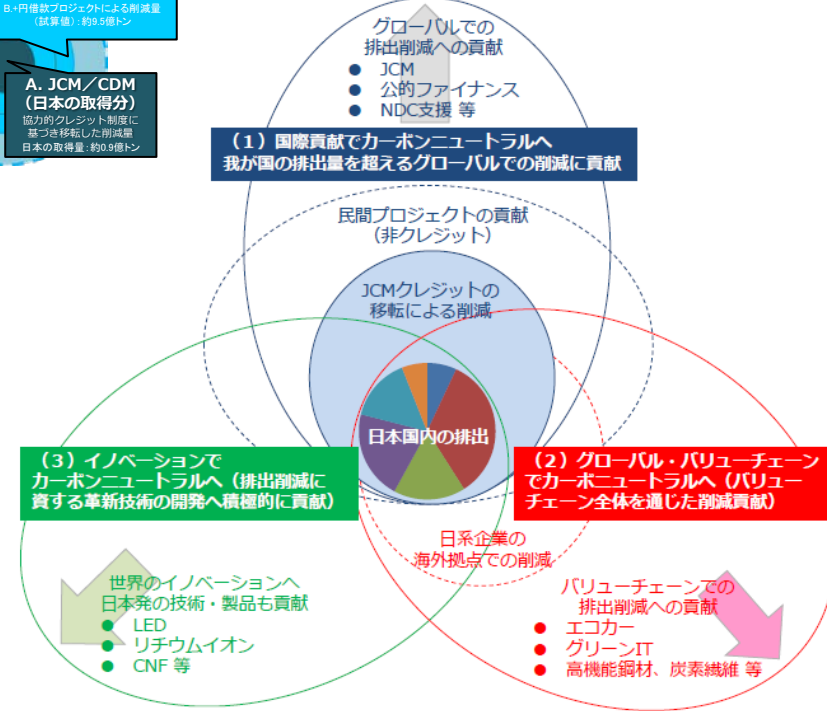 B.+円借款プロジェクトによる削減量
（試算値）：約9.5億トン
A. JCM／CDM
（日本の取得分）
協力的クレジット制度に
基づき移転した削減量
日本の取得量：約0.9億トン
グローバルでの
排出削減への貢献
● JCM
● 公的ファイナンス
● NDC支援 等
（1）国際貢献でカーボンニュートラルへ
我が国の排出量を超えるグローバルでの削減に貢献
民間プロジェクトの貢献
（非クレジット）
JCMクレジットの
移転による削減
日本国内の排出
（3）イノベーションで
カーボンニュートラルへ（排出削減に
資する革新技術の開発へ積極的に貢献）
（2）グローバル・バリューチェーン
でカーボニュートラルへ（バリュー
チェーン全体を通じた削減貢献）
日系企業の
海外拠点での削減
世界のイノベーションへ
日本発の技術・製品も貢献
● LED
● リチウムイオン
● CNF 等
バリューチェーンでの
排出削減への貢献
● エコカー
● グリーンIT
● 高機能鋼材、炭素繊維 等